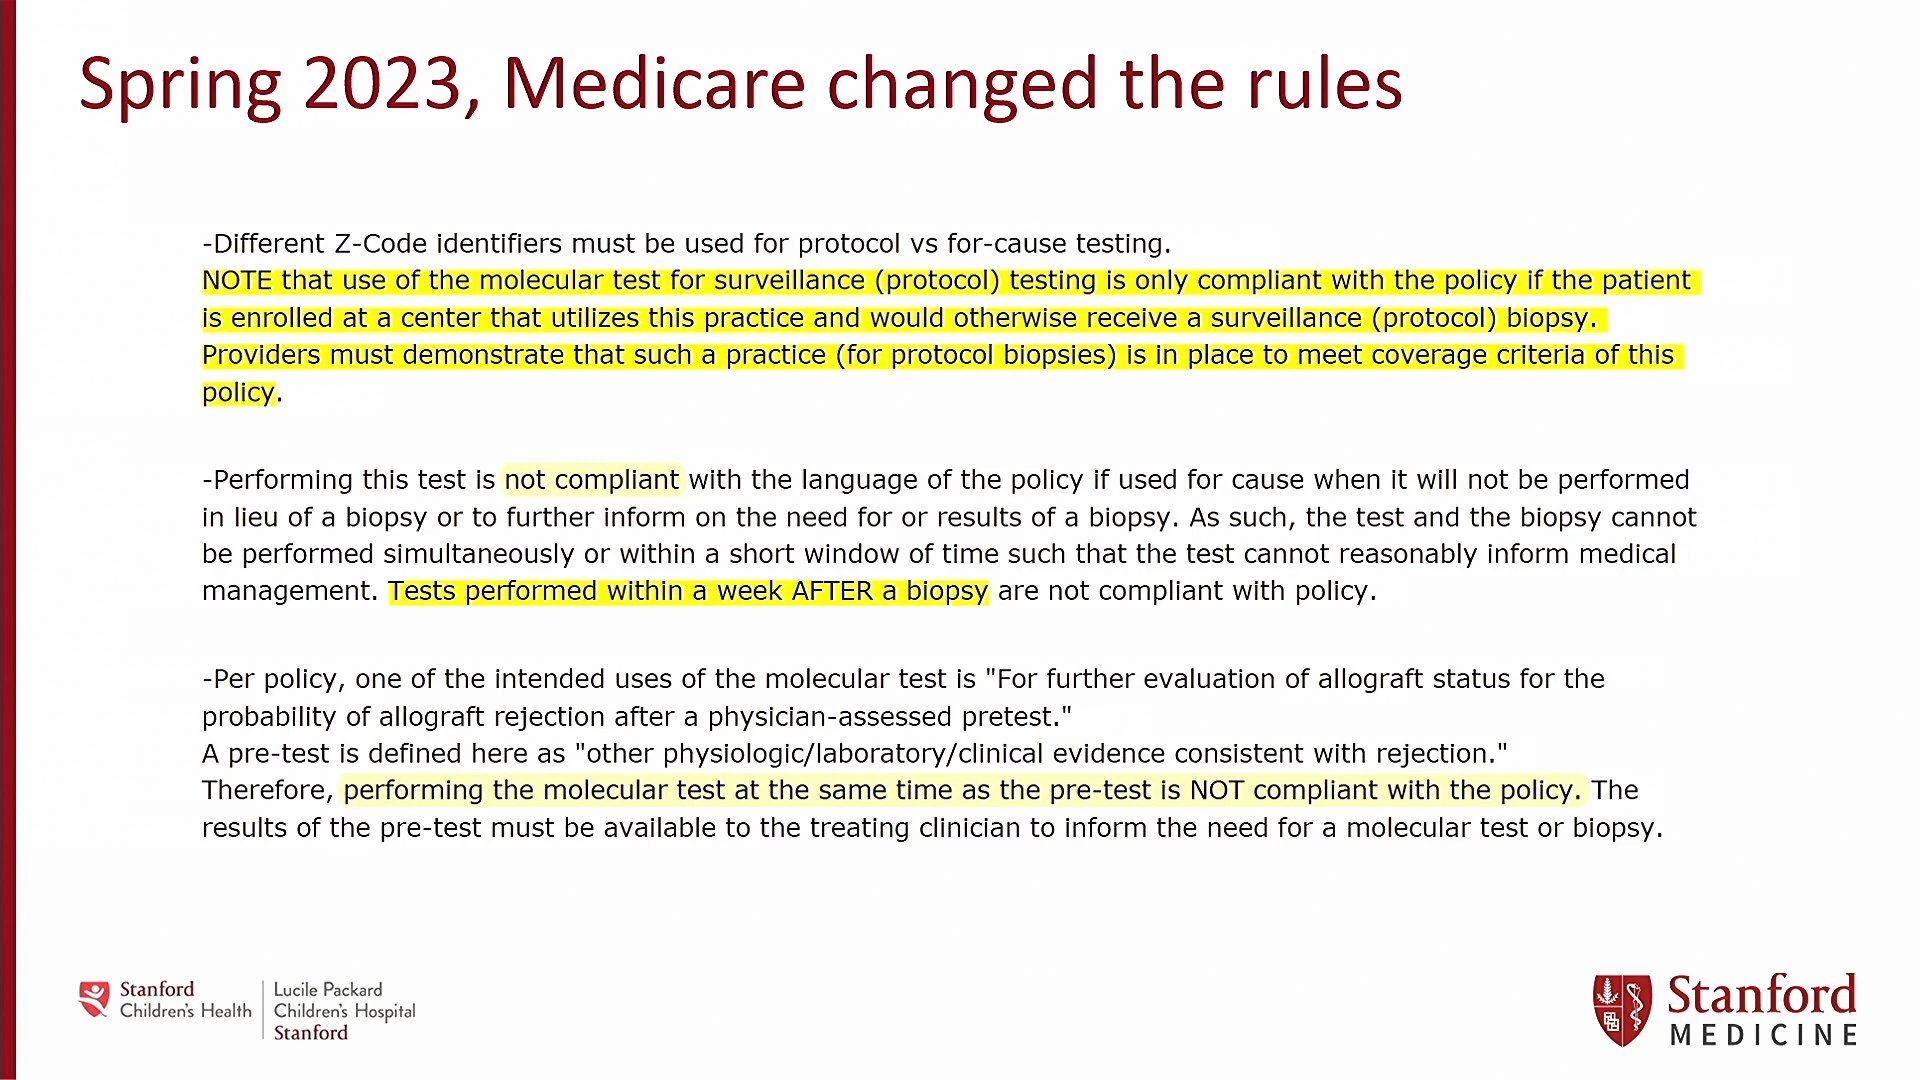 Spring 2023, Medicare changed the rules
-Different Z-Code identifiers must be used for protocol vs for-cause testing.
NOTE that use of the molecular test for surveillance (protocol) testing is only compliant with the policy if the patient
is enrolled at a center that utilizes this practice and would otherwise receive a surveillance (protocol) biopsy.
Providers must demonstrate that such a practice (for protocol biopsies) is in place to meet coverage criteria of this
policy.
-Performing this test is not compliant with the language of the policy if used for cause when it will not be performed
in lieu of a biopsy or to further inform on the need for or results of a biopsy. As such, the test and the biopsy cannot
be performed simultaneously or within a short window of time such that the test cannot reasonably inform medical
management. Tests performed within a week AFTER a biopsy are not compliant with policy.
-Per policy, one of the intended uses of the molecular test is "For further evaluation of allograft status for the
probability of allograft rejection after a physician-assessed pretest."
A pre-test is defined here as "other physiologic/laboratory/clinical evidence consistent with rejection."
Therefore, performing the molecular test at the same time as the pre-test is NOT compliant with the policy. The
results of the pre-test must be available to the treating clinician to inform the need for a molecular test or biopsy.
Stanford
Children's Health
Lucile Packard
Children's Hospital
Stanford
Stanford
MEDICINE